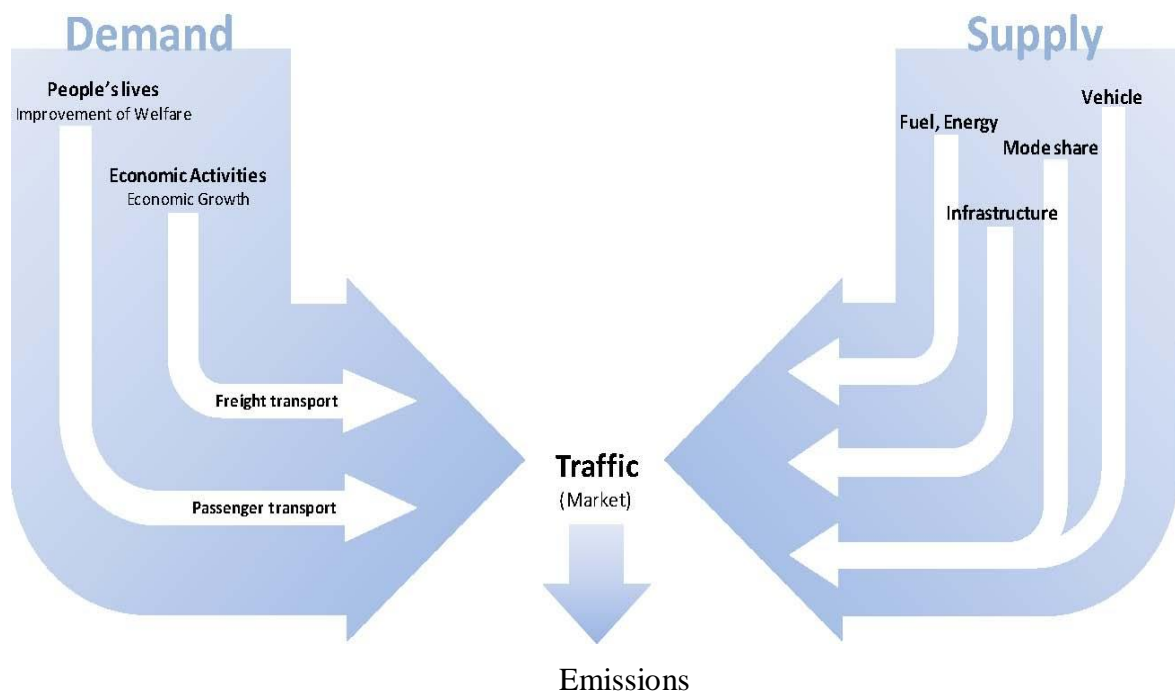 Demand
People's lives
Improvement of Welfare
Economic Activities
Economic Growth
Freight transport
Passenger transport
Supply
Vehicle
Fuel, Energy
Mode share
Infrastructure
Traffic
(Market)
Emissions